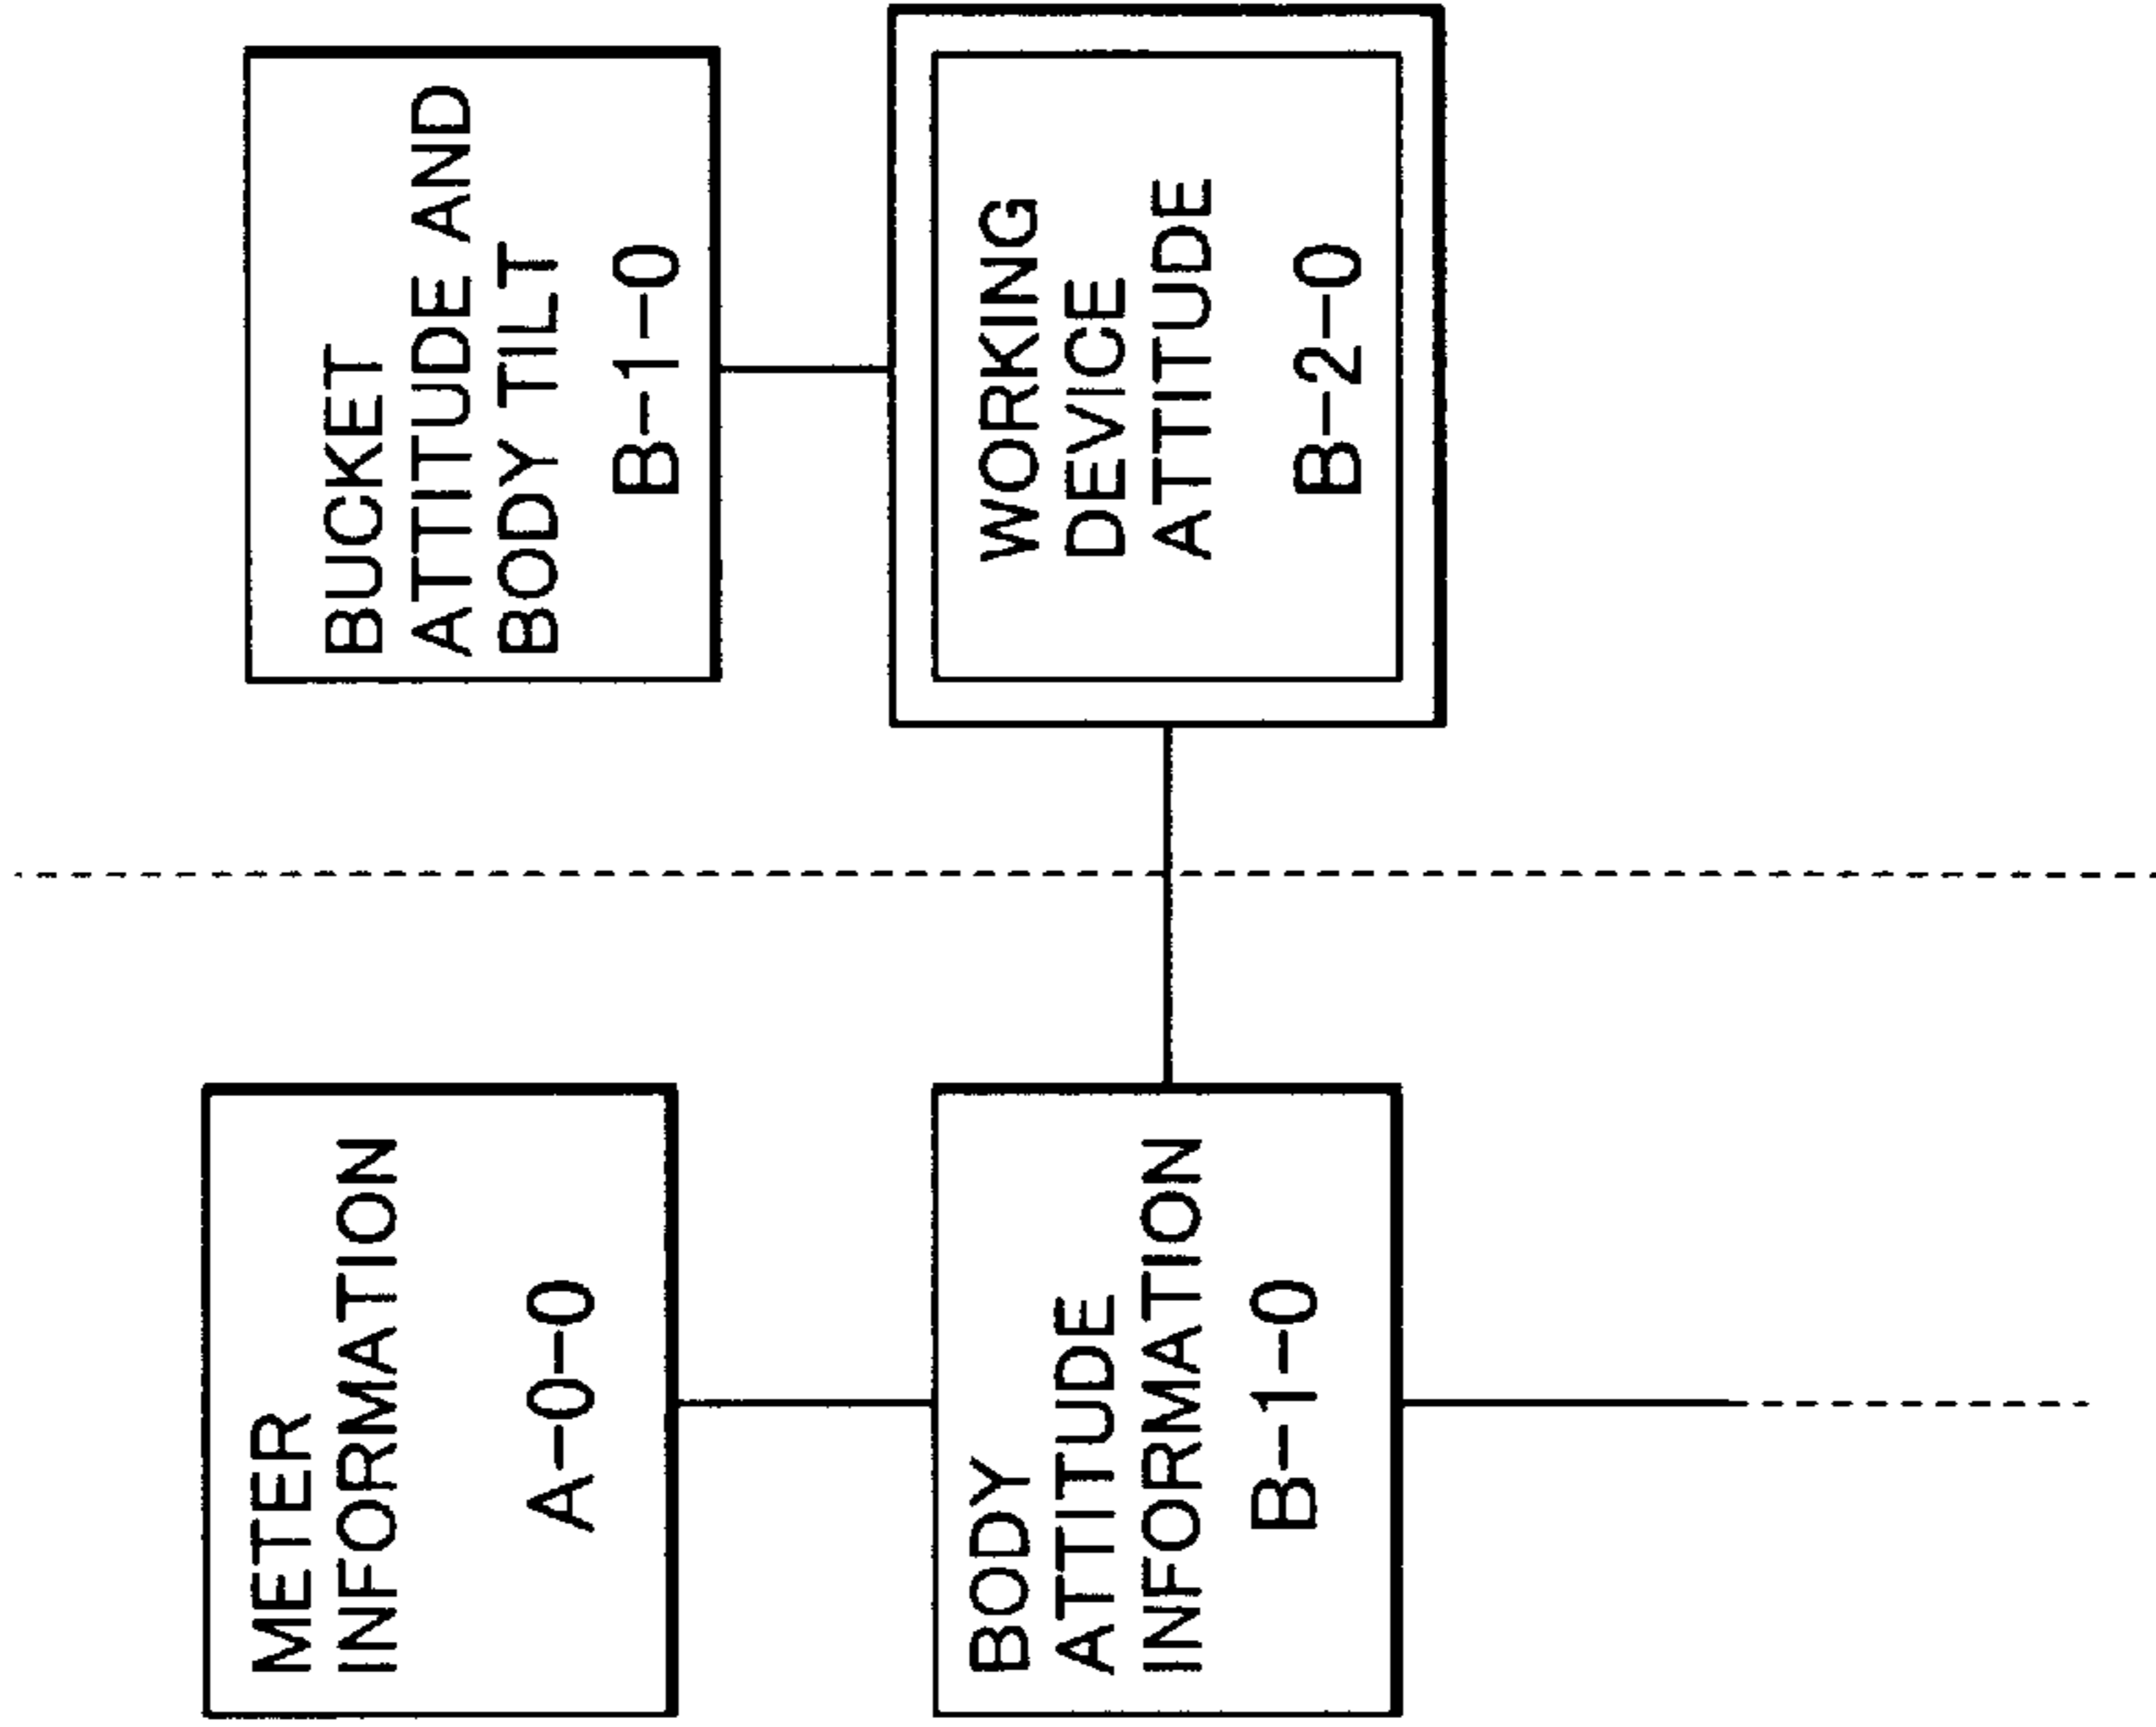 METER
INFORMATION
A-0-0
BODY
ATTITUDE
INFORMATION
B-1-0
BUCKET
ATTITUDE AND
BODY TILT
B-1-0
WORKING
DEVICE
ATTITUDE
B-2-0